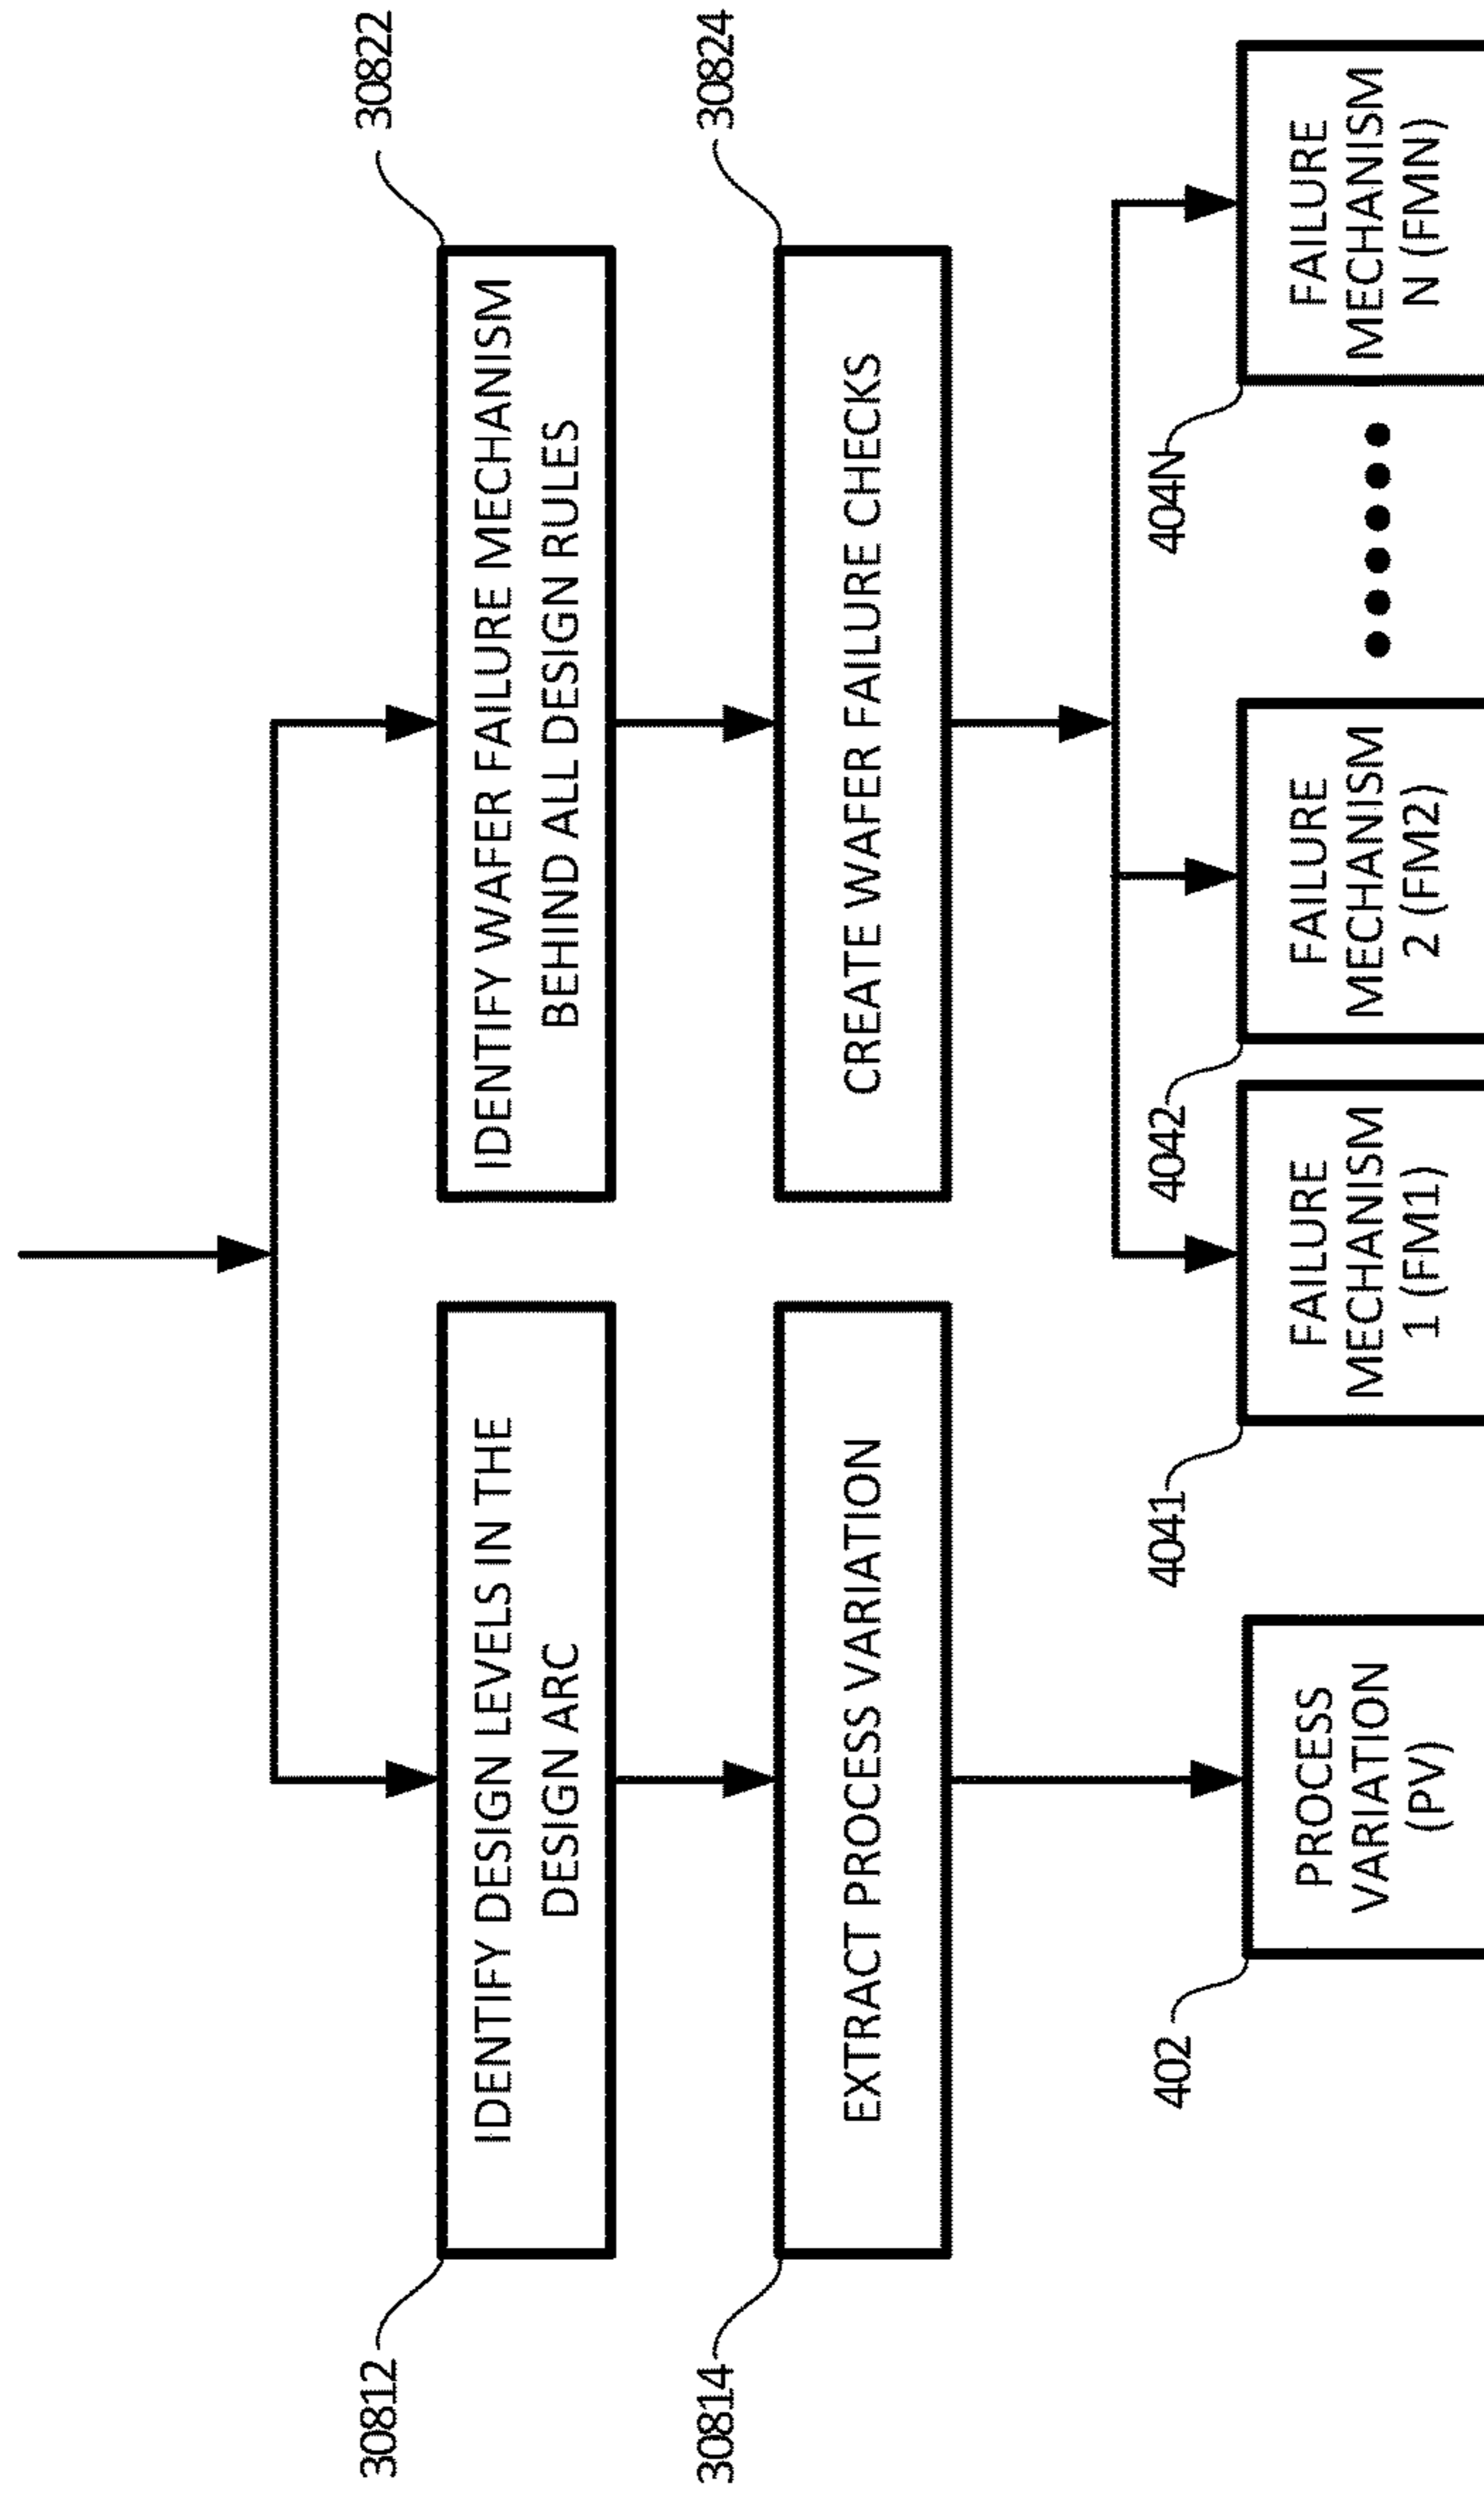 30812
IDENTIFY DESIGN LEVELS IN THE
DESIGN ARC
30822
IDENTIFY WAFER FAILURE MECHANISM
BEHIND ALL DESIGN RULES
30814
EXTRACT PROCESS VARIATION
30824
CREATE WAFER FAILURE CHECKS
402
PROCESS
VARIATION
(PV)
4041
FAILURE
MECHANISM
1 (FM1)
4042
FAILURE
MECHANISM
2 (FM2)
404N
FAILURE
MECHANISM
N (FMN)